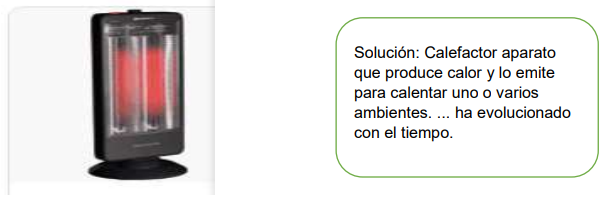 Solución: Calefactor aparato
que produce calor y lo emite
para calentar uno o varios
ambientes. ... ha evolucionado
con el tiempo.